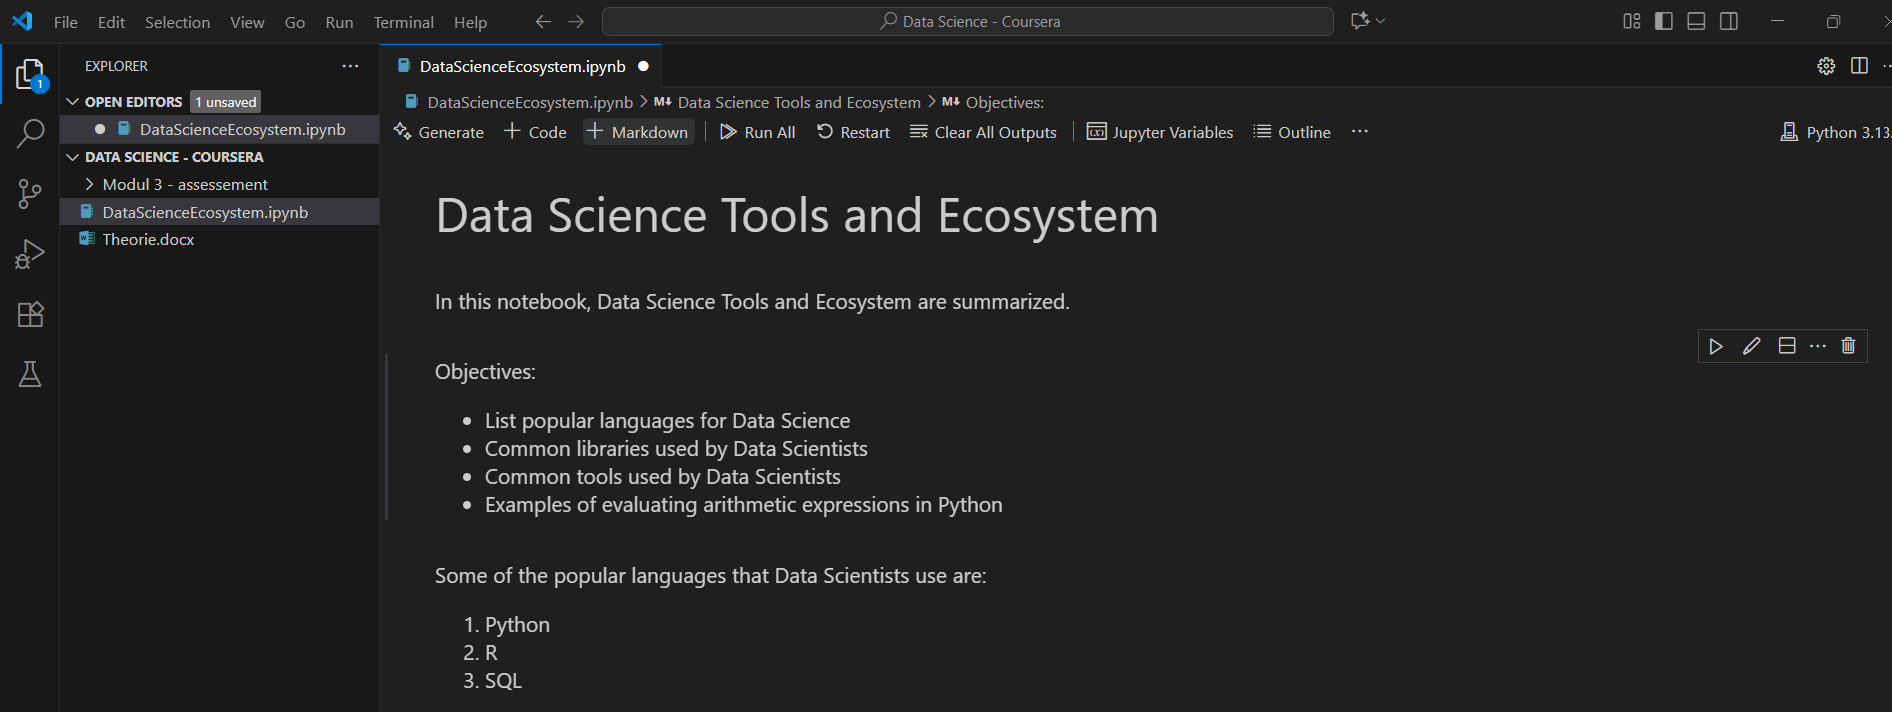 File Edit Selection View Go Run Terminal Help
Data Science - Coursera
EXPLORER
OPEN EDITORS 1 unsaved
DataScienceEcosystem.ipynb
DATA SCIENCE - COURSERA
Modul 3 - assessement
DataScienceEcosystem.ipynb
Theorie.docx
1
DataScienceEcosystem.ipynb
DataScienceEcosystem.ipynb > M↓ Data Science Tools and Ecosystem > M↓ Objectives:
Generate + Code + Markdown Run All Restart Clear All Outputs Jupyter Variables Outline ...
Python 3.13.
Data Science Tools and Ecosystem
In this notebook, Data Science Tools and Ecosystem are summarized.
Objectives:
• List popular languages for Data Science
• Common libraries used by Data Scientists
• Common tools used by Data Scientists
• Examples of evaluating arithmetic expressions in Python
Some of the popular languages that Data Scientists use are:
1. Python
2. R
3. SQL